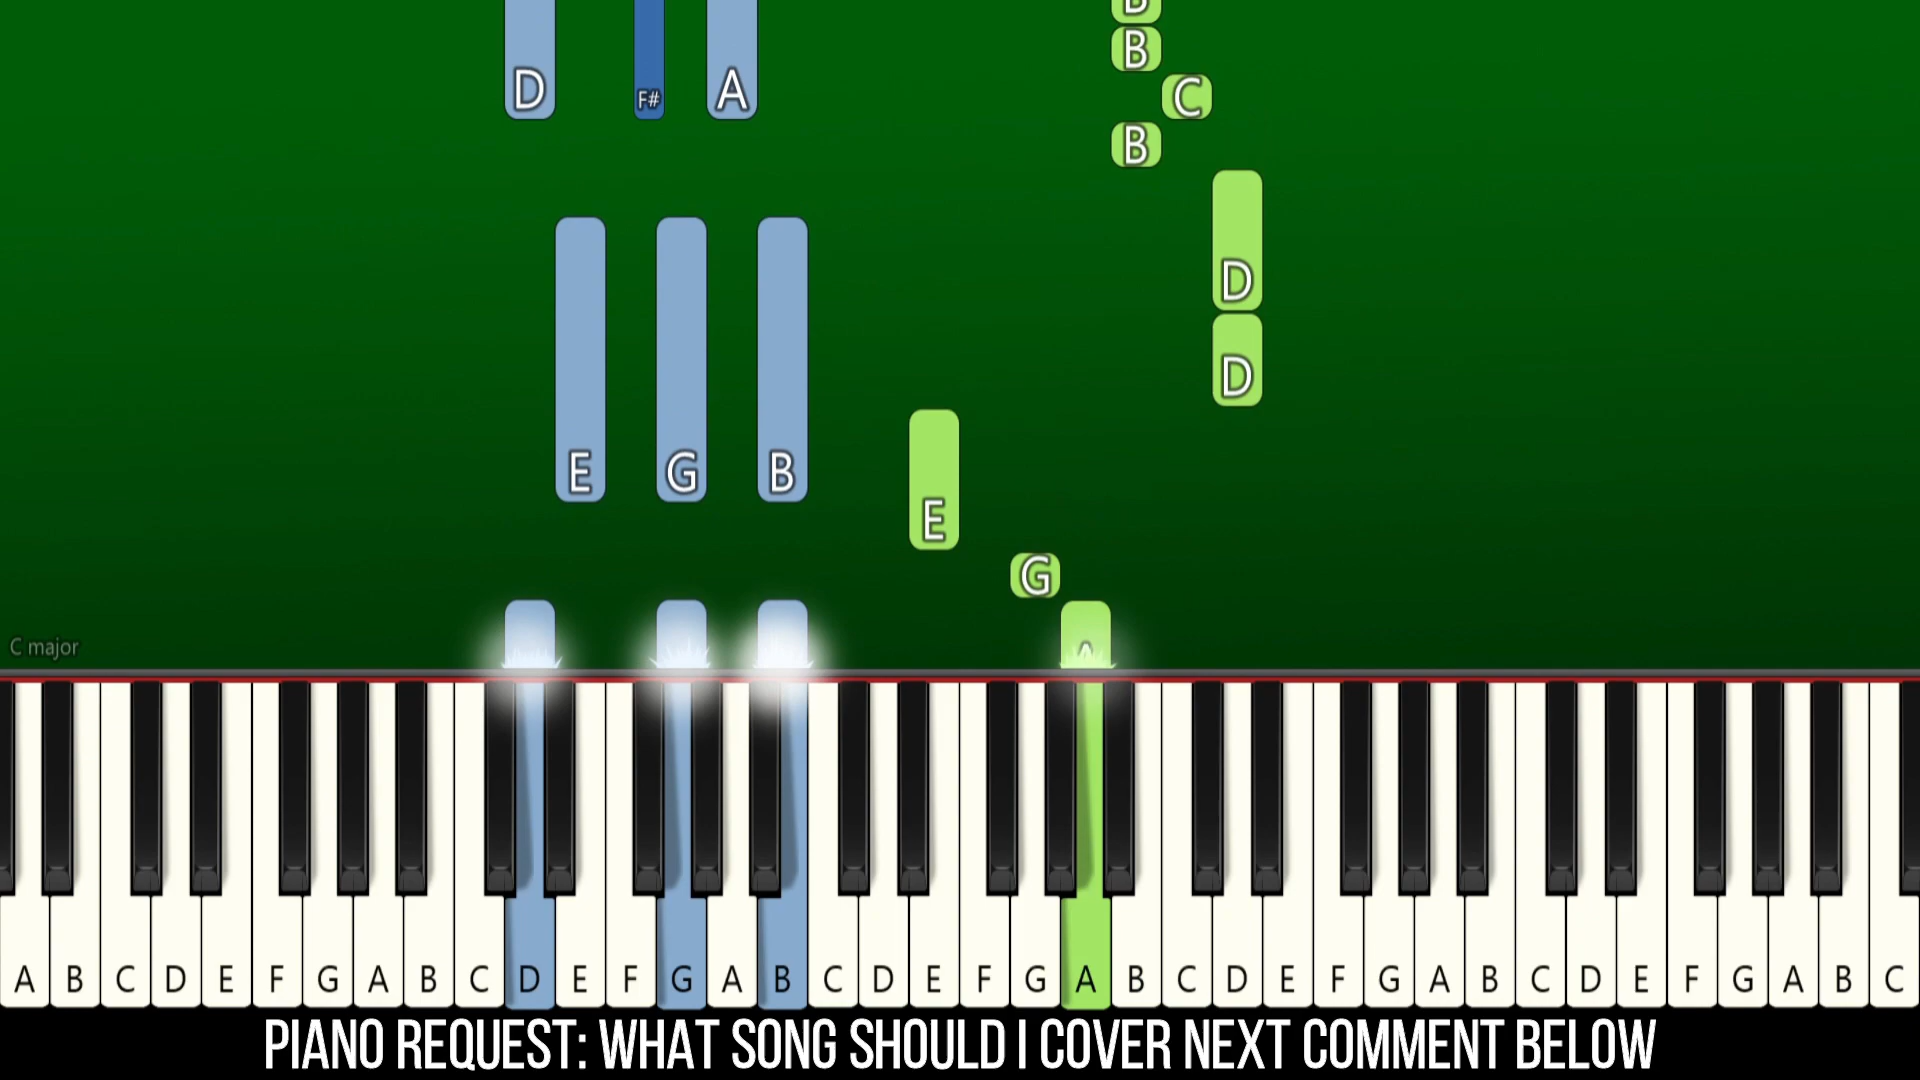 D F# A B
B
C
B
D
D
E G B
E
G
A
C major
A B C D E F G A B C D E F G A B C D E F G A B C D E F G A B C D E F G A B C
PIANO REQUEST: WHAT SONG SHOULD I COVER NEXT COMMENT BELOW